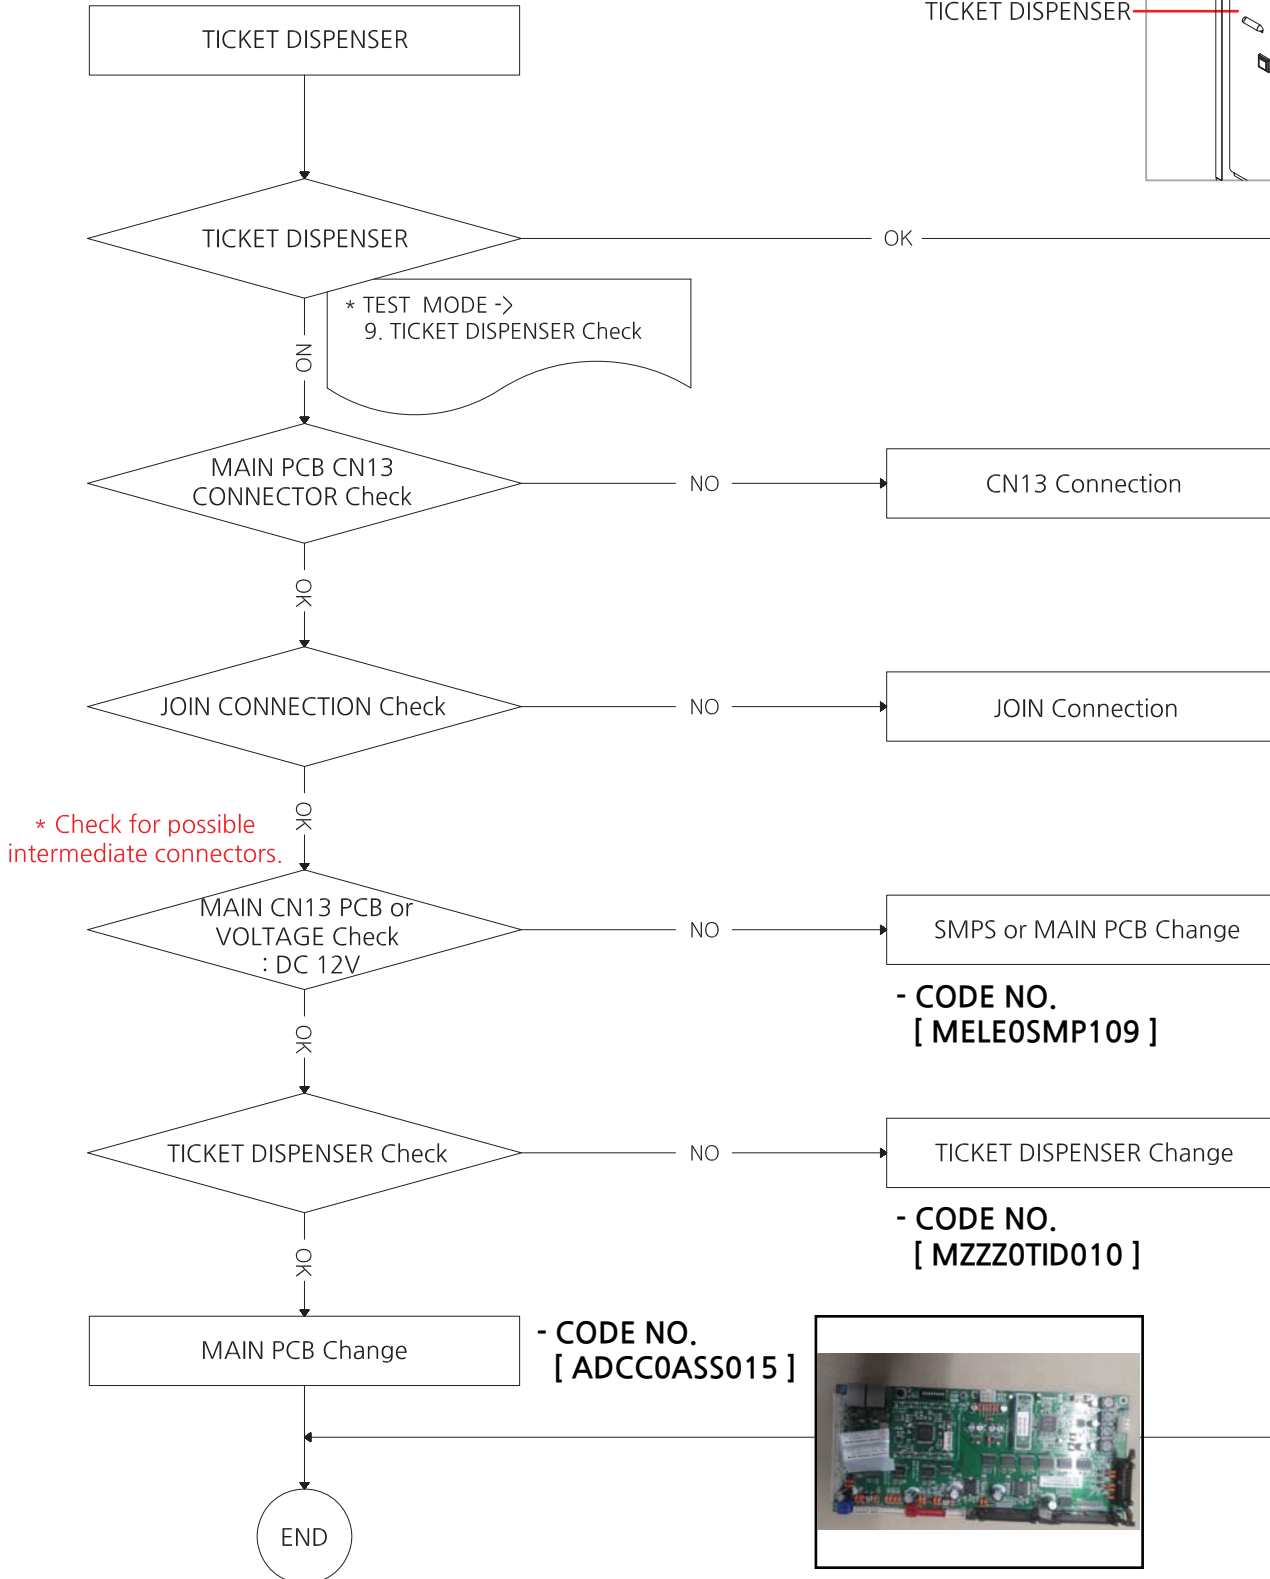 TICKET DISPENSER
TICKET DISPENSER
TICKET DISPENSER
OK
* TEST MODE ->
9. TICKET DISPENSER Check
NO
MAIN PCB CN13
CONNECTOR Check
NO
CN13 Connection
OK
JOIN CONNECTION Check
NO
JOIN Connection
OK
* Check for possible
intermediate connectors.
MAIN CN13 PCB or
VOLTAGE Check
: DC 12V
NO
SMPS or MAIN PCB Change
- CODE NO.
[ MELE0SMP109 ]
OK
TICKET DISPENSER Check
NO
TICKET DISPENSER Change
- CODE NO.
[ MZZZ0TID010 ]
OK
MAIN PCB Change
- CODE NO.
[ ADCC0ASS015 ]
END